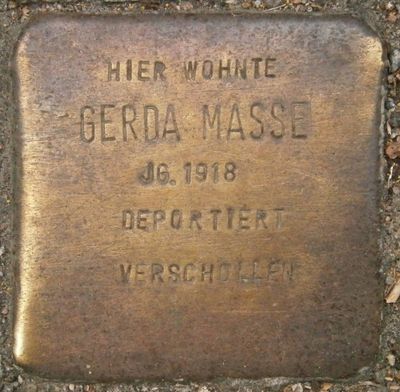 HIER WOHNTE
GERDA MASSE
JG. 1918
DEPORTIERT
VERSCHOLLEN